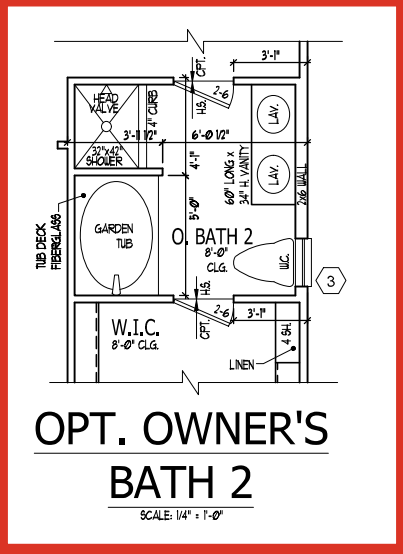 3'-1"
CPT.
HEAD
VALVE
4" CURB
H.S.
2-6
LAV.
3'-11 1/2"
6'-0 1/2"
32"x42"
SHOWER
4'-1"
60" LONG x
34" H. VANITY
LAV.
2x6 WALL
TUB DECK
FIBERGLASS
GARDEN
TUB
5'-0"
O. BATH 2
8'-0"
CLG.
W.C.
3
H.S.
2-6
3'-1"
CPT.
W.I.C.
8'-0" CLG.
4 SH.
LINEN
OPT. OWNER'S
BATH 2
SCALE: 1/4" = 1'-0"